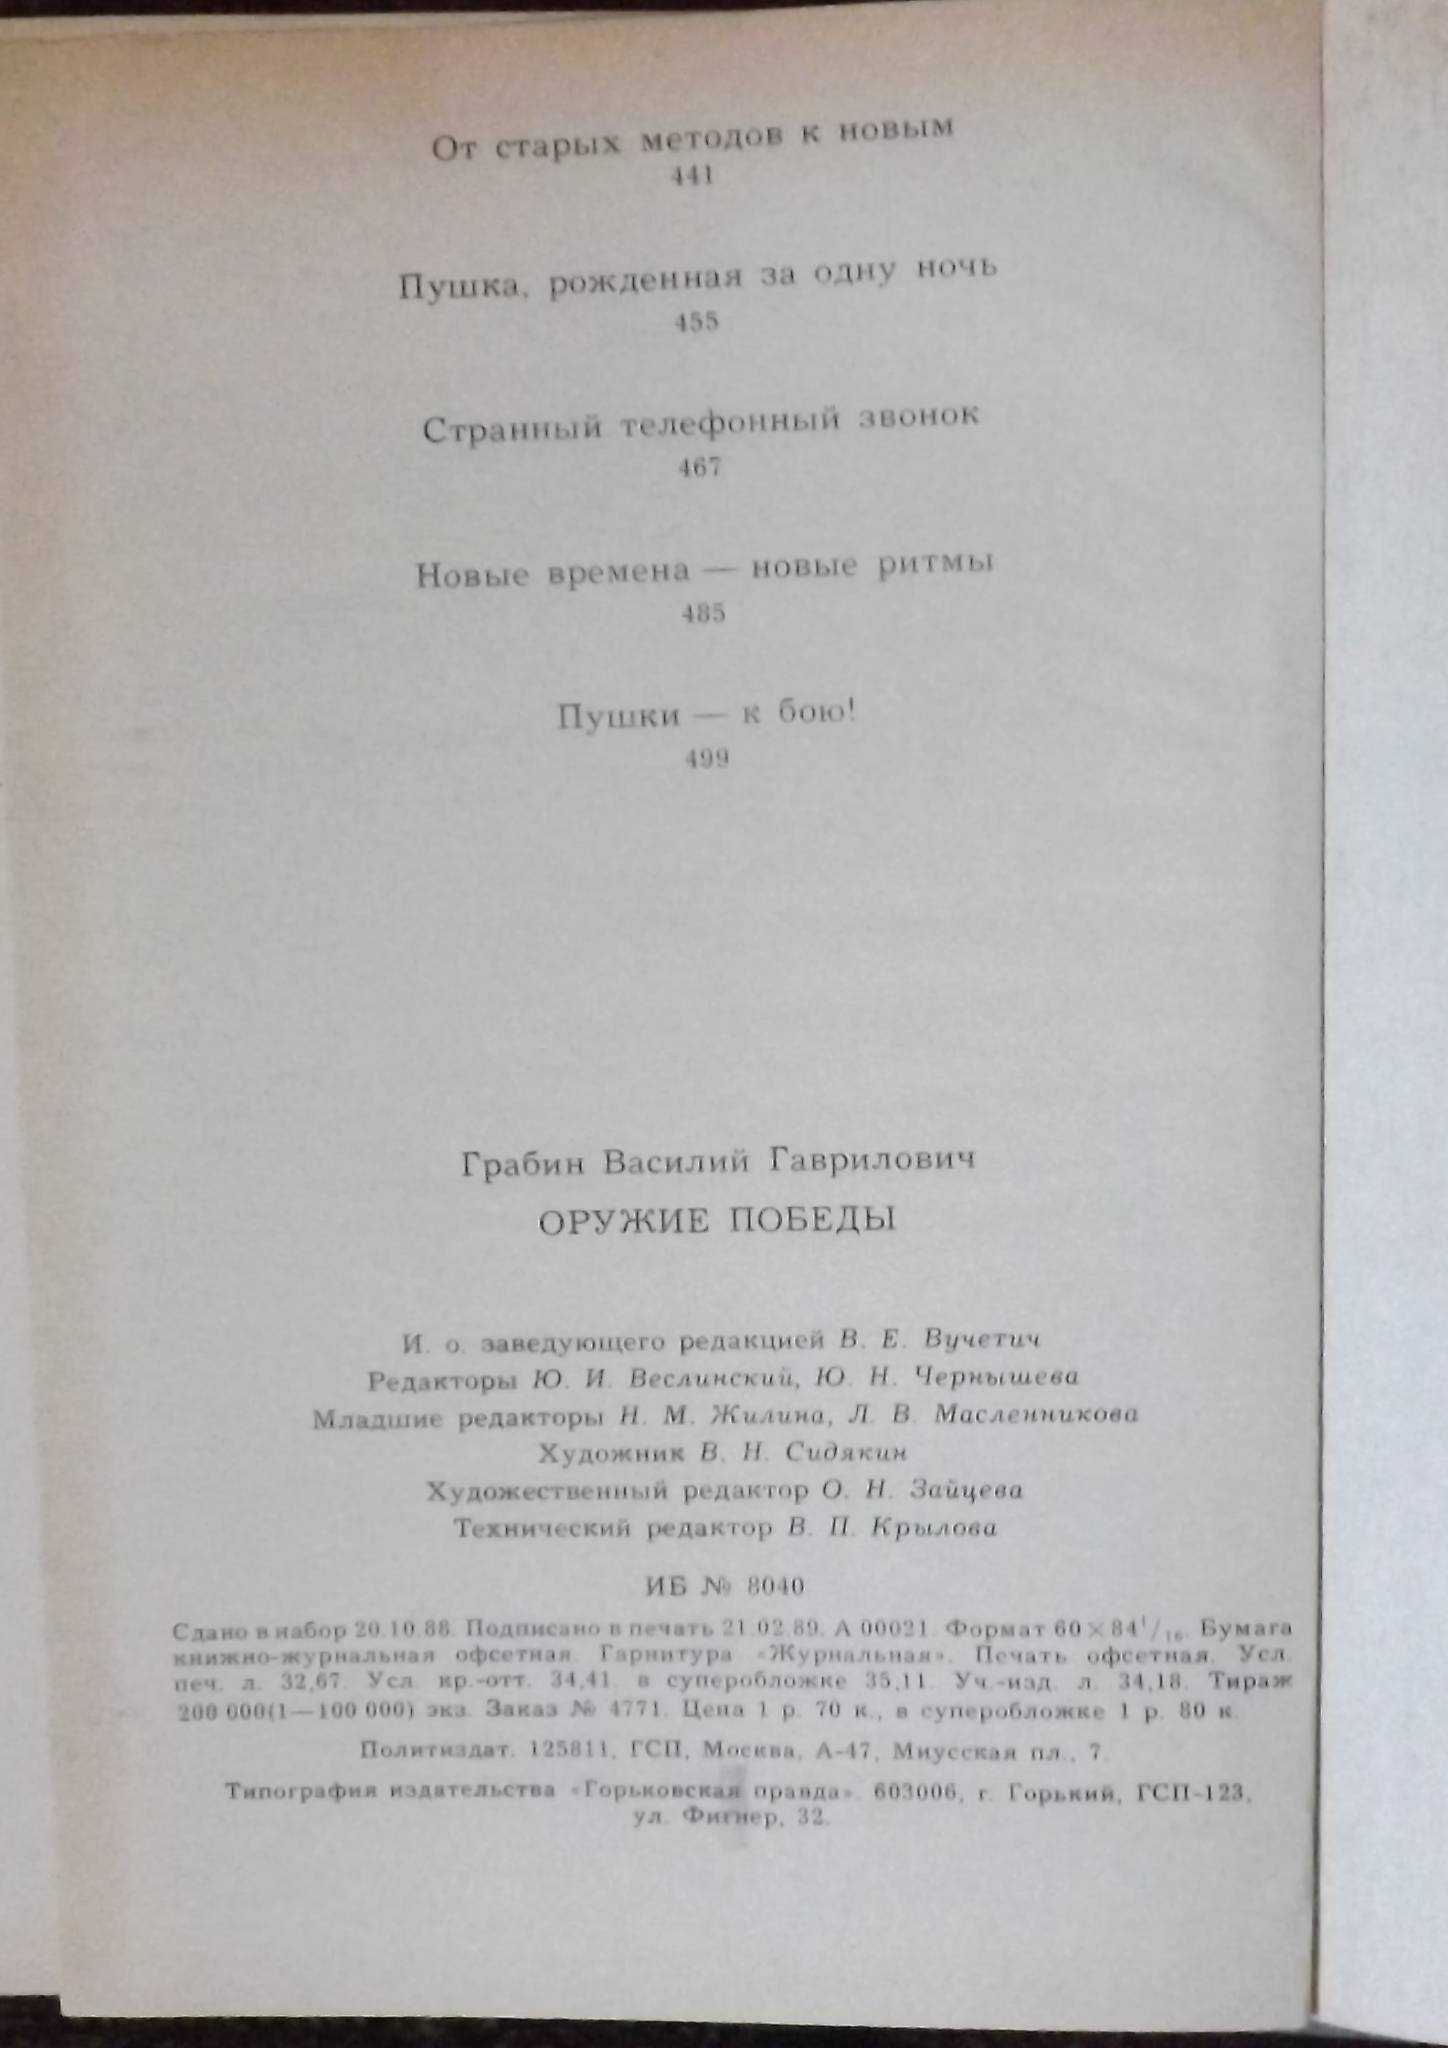 От старых методов к новым
441
Пушка, рожденная за одну ночь
455
Странный телефонный звонок
467
Новые времена — новые ритмы
485
Пушки — к бою!
499
Грабин Василий Гаврилович
ОРУЖИЕ ПОБЕДЫ
И. о. заведующего редакцией В. Е. Вучетич
Редакторы Ю. И. Веслинский, Ю. Н. Чернышева
Младшие редакторы Н. М. Жилина, Л. В. Масленникова
Художник В. Н. Сидякин
Художественный редактор О. Н. Зайцева
Технический редактор В. П. Крылова
ИБ № 8040
Сдано в набор 20.10.88. Подписано в печать 21.02.89. А 00021. Формат 60×84¹/₁₆. Бумага
книжно-журнальная офсетная. Гарнитура «Журнальная». Печать офсетная. Усл.
печ. л. 32,67. Усл. кр.-отт. 34,41. в суперобложке 35,11. Уч.-изд. л. 34,18. Тираж
200 000(1—100 000) экз. Заказ № 4771. Цена 1 р. 70 к., в суперобложке 1 р. 80 к.
Политиздат. 125811, ГСП, Москва, А-47, Миусская пл., 7.
Типография издательства «Горьковская правда». 603006, г. Горький, ГСП-123,
ул. Фигнер, 32.